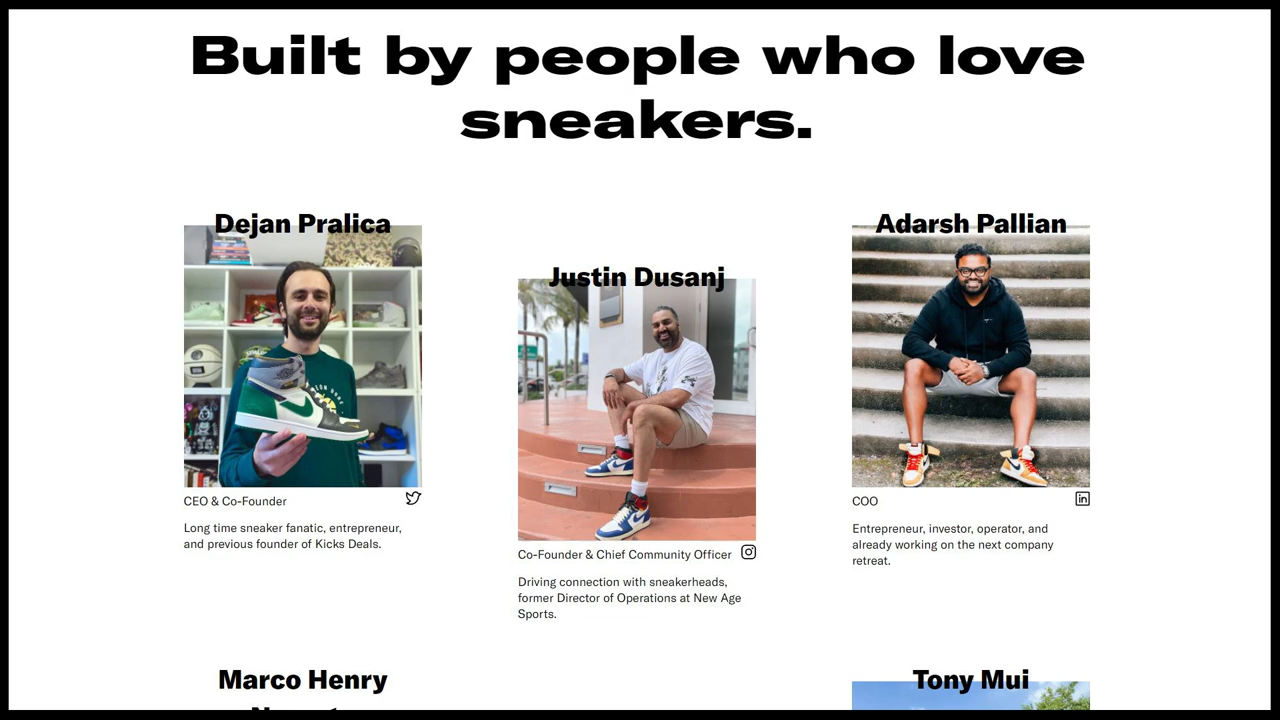 Built by people who love
sneakers.
Dejan Pralica
CEO & Co-Founder
Long time sneaker fanatic, entrepreneur,
and previous founder of Kicks Deals.
Justin Dusanj
Co-Founder & Chief Community Officer
Driving connection with sneakerheads,
former Director of Operations at New Age
Sports.
Adarsh Pallian
COO
Entrepreneur, investor, operator, and
already working on the next company
retreat.
Marco Henry
Tony Mui